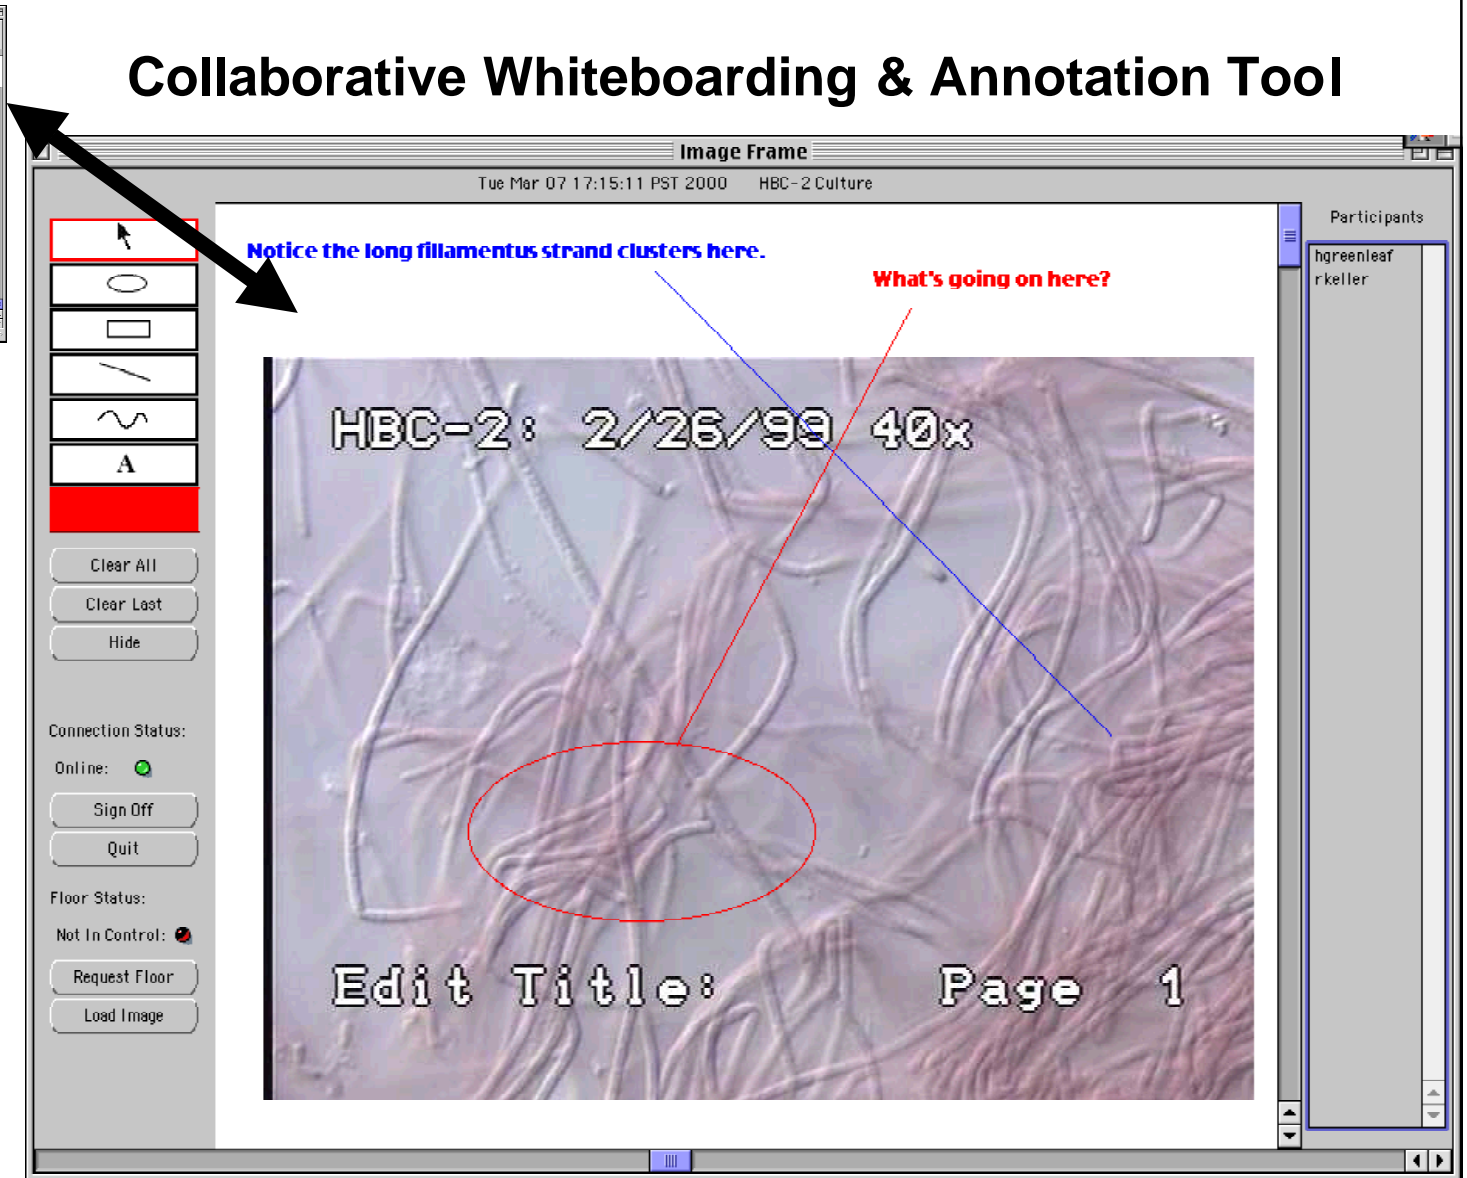 Collaborative Whiteboarding & Annotation Tool
Image Frame
Tue Mar 07 17:15:11 PST 2000 HBC-2 Culture
Participants
hgreenleaf
rkeller
Notice the long fillamentus strand clusters here.
What's going on here?
HBC-2: 2/26/99 40x
A
Clear All
Clear Last
Hide
Connection Status:
Online:
Sign Off
Quit
Floor Status:
Not In Control:
Request Floor
Load Image
Edit Title: Page 1